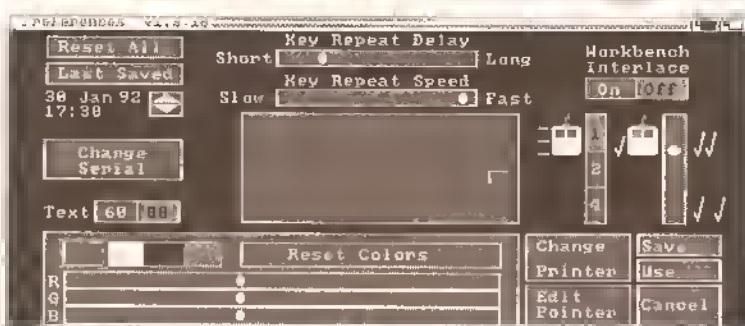 Preferences
Reset All
Last Saved
30 Jan 92
17:30
Change
Serial
Text 60 80
Key Repeat Delay
Short Long
Key Repeat Speed
Slow Fast
Workbench
Interlace
On Off
1
2
4
Reset Colors
R
G
B
Change
Printer
Edit
Pointer
Save
Use
Cancel